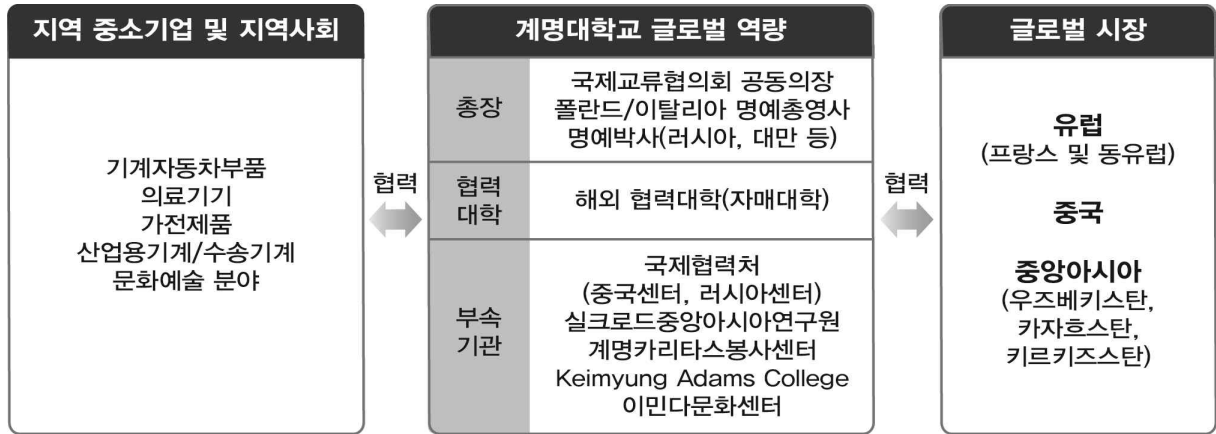 지역 중소기업 및 지역사회
기계자동차부품
의료기기
가전제품
산업용기계/수송기계
문화예술 분야
협력
계명대학교 글로벌 역량
총장
국제교류협의회 공동의장
폴란드/이탈리아 명예총영사
명예박사(러시아, 대만 등)
협력
대학
해외 협력대학(자매대학)
부속
기관
국제협력처
(중국센터, 러시아센터)
실크로드중앙아시아연구원
계명카리타스봉사센터
Keimyung Adams College
이민다문화센터
협력
글로벌 시장
유럽
(프랑스 및 동유럽)
중국
중앙아시아
(우즈베키스탄,
카자흐스탄,
키르키즈스탄)